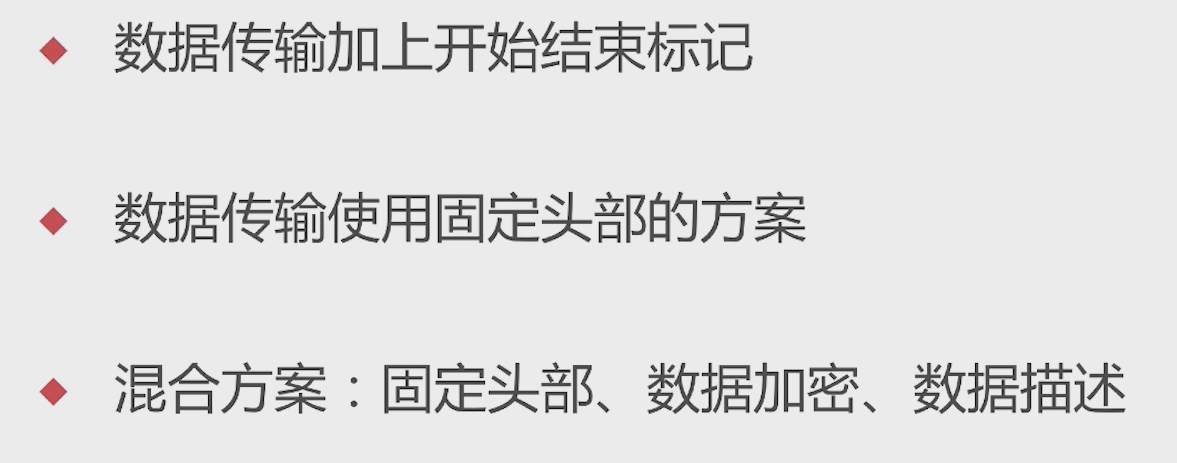 数据传输加上开始结束标记
数据传输使用固定头部的方案
混合方案：固定头部、数据加密、数据描述